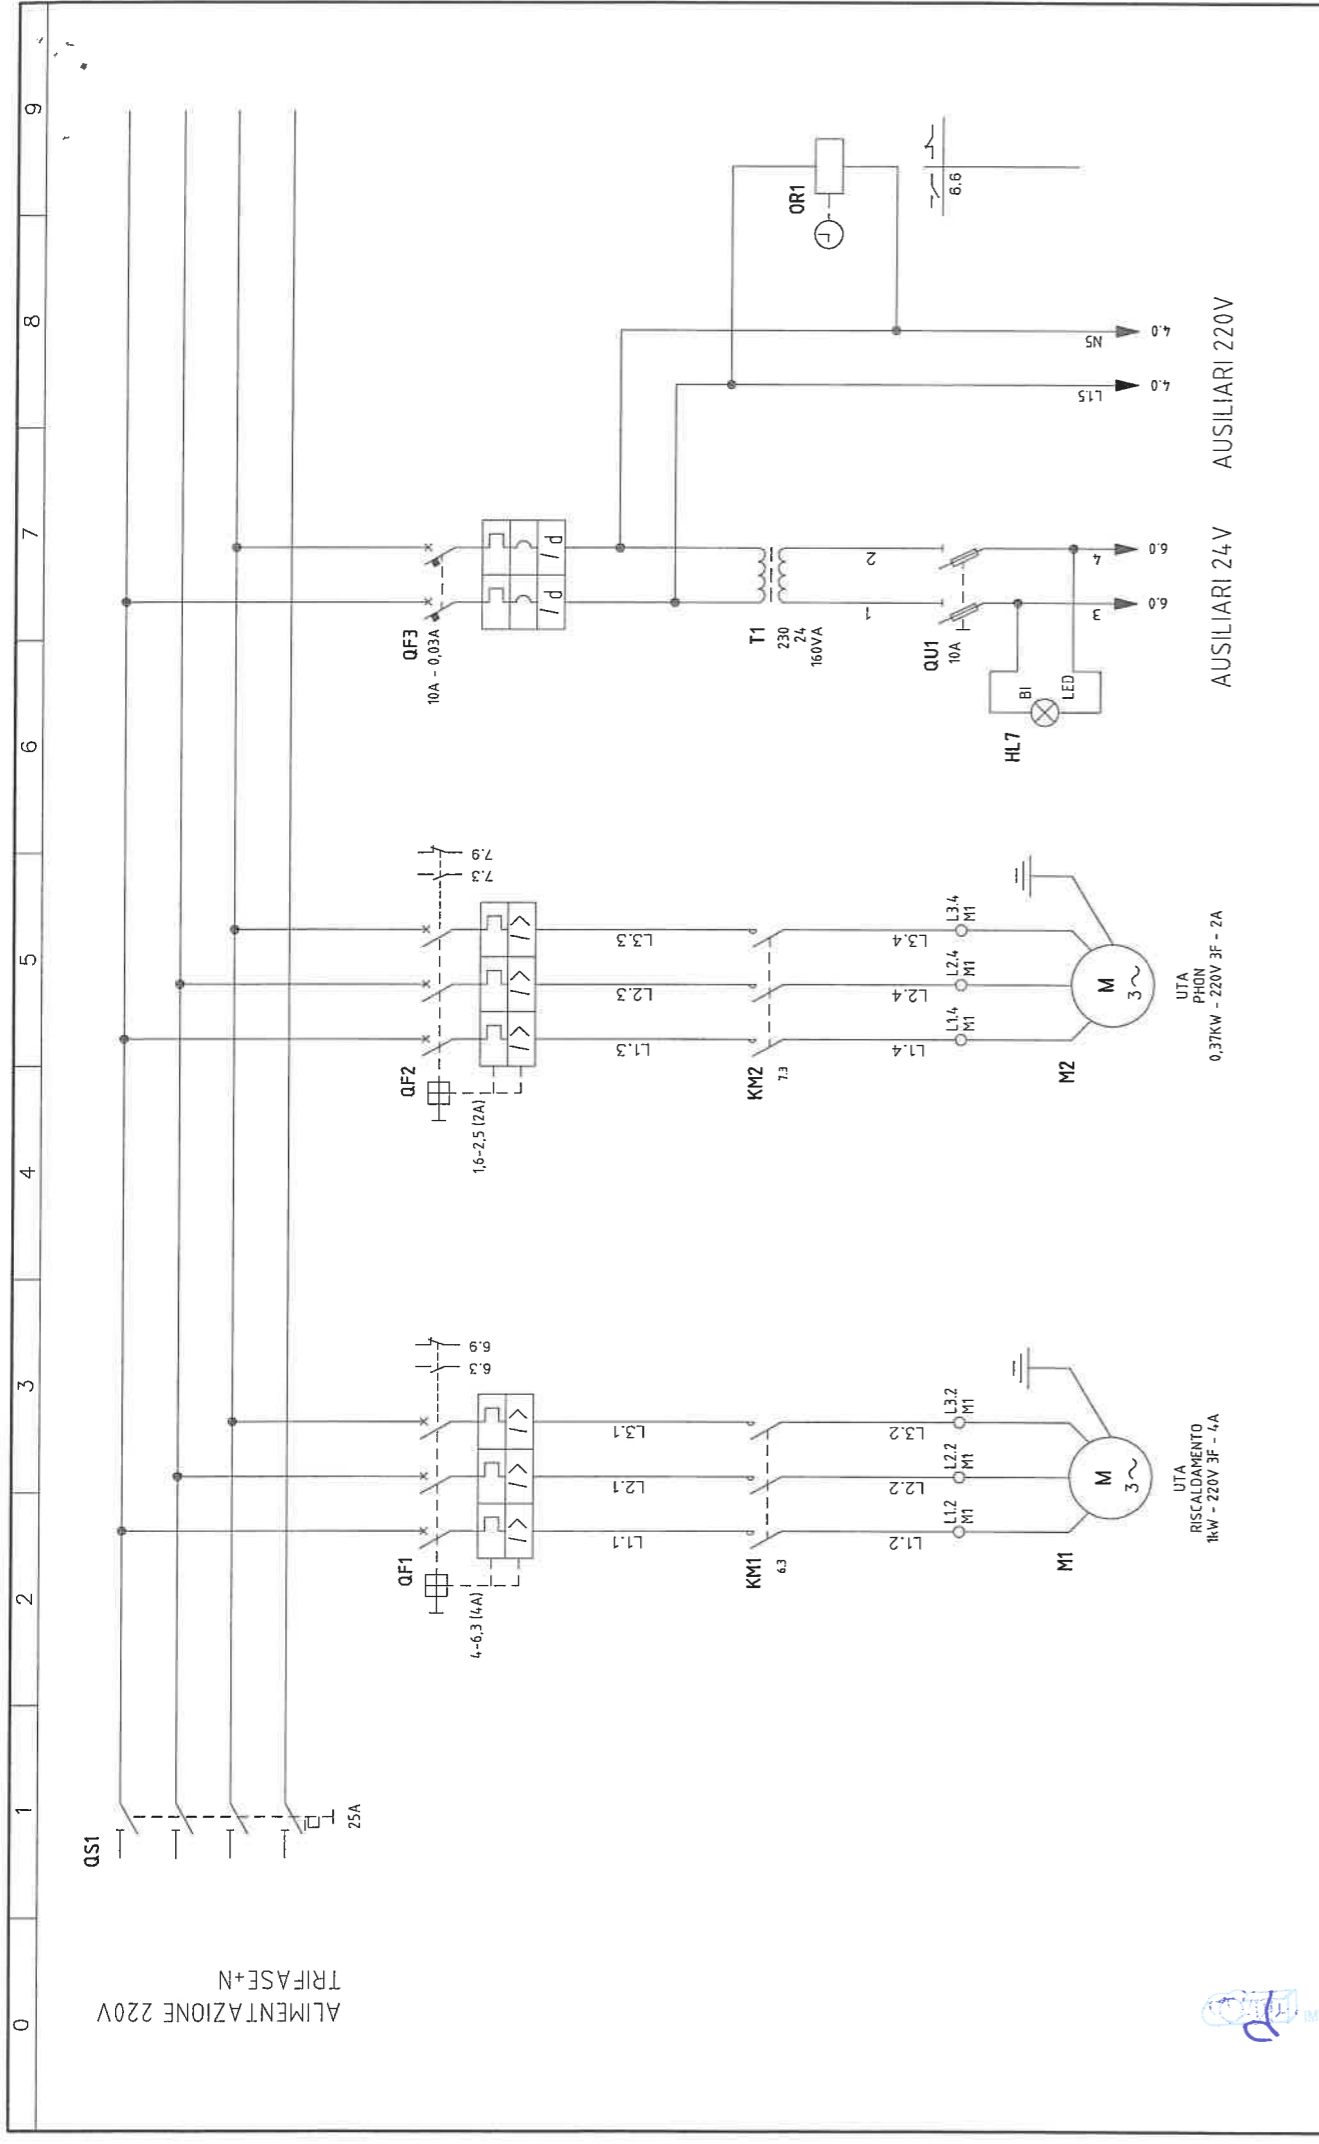 0
1
2
3
4
5
6
7
8
9
ALIMENTAZIONE 220V
TRIFASE+N
QS1
25A
QF1
4-6,3 (4A)
6.3
6.9
L1.1
L2.1
L3.1
KM1
6.3
L1.2
L2.2
L3.2
L1.2
M1
L2.2
M1
L3.2
M1
M1
M
3~
UTA
RISCALDAMENTO
1kW - 220V 3F - 4A
QF2
1,6-2,5 (2A)
7.3
7.9
L1.3
L2.3
L3.3
KM2
7.3
L1.4
L2.4
L3.4
L1.4
M1
L2.4
M1
L3.4
M1
M2
M
3~
UTA
PHON
0,37KW - 220V 3F - 2A
QF3
10A - 0,03A
I d
I d
T1
230
24
160VA
1
2
QU1
10A
HL7
BI
LED
3
4
6.0
6.0
AUSILIARI 24V
L1.5
N5
4.0
4.0
AUSILIARI 220V
OR1
6.6